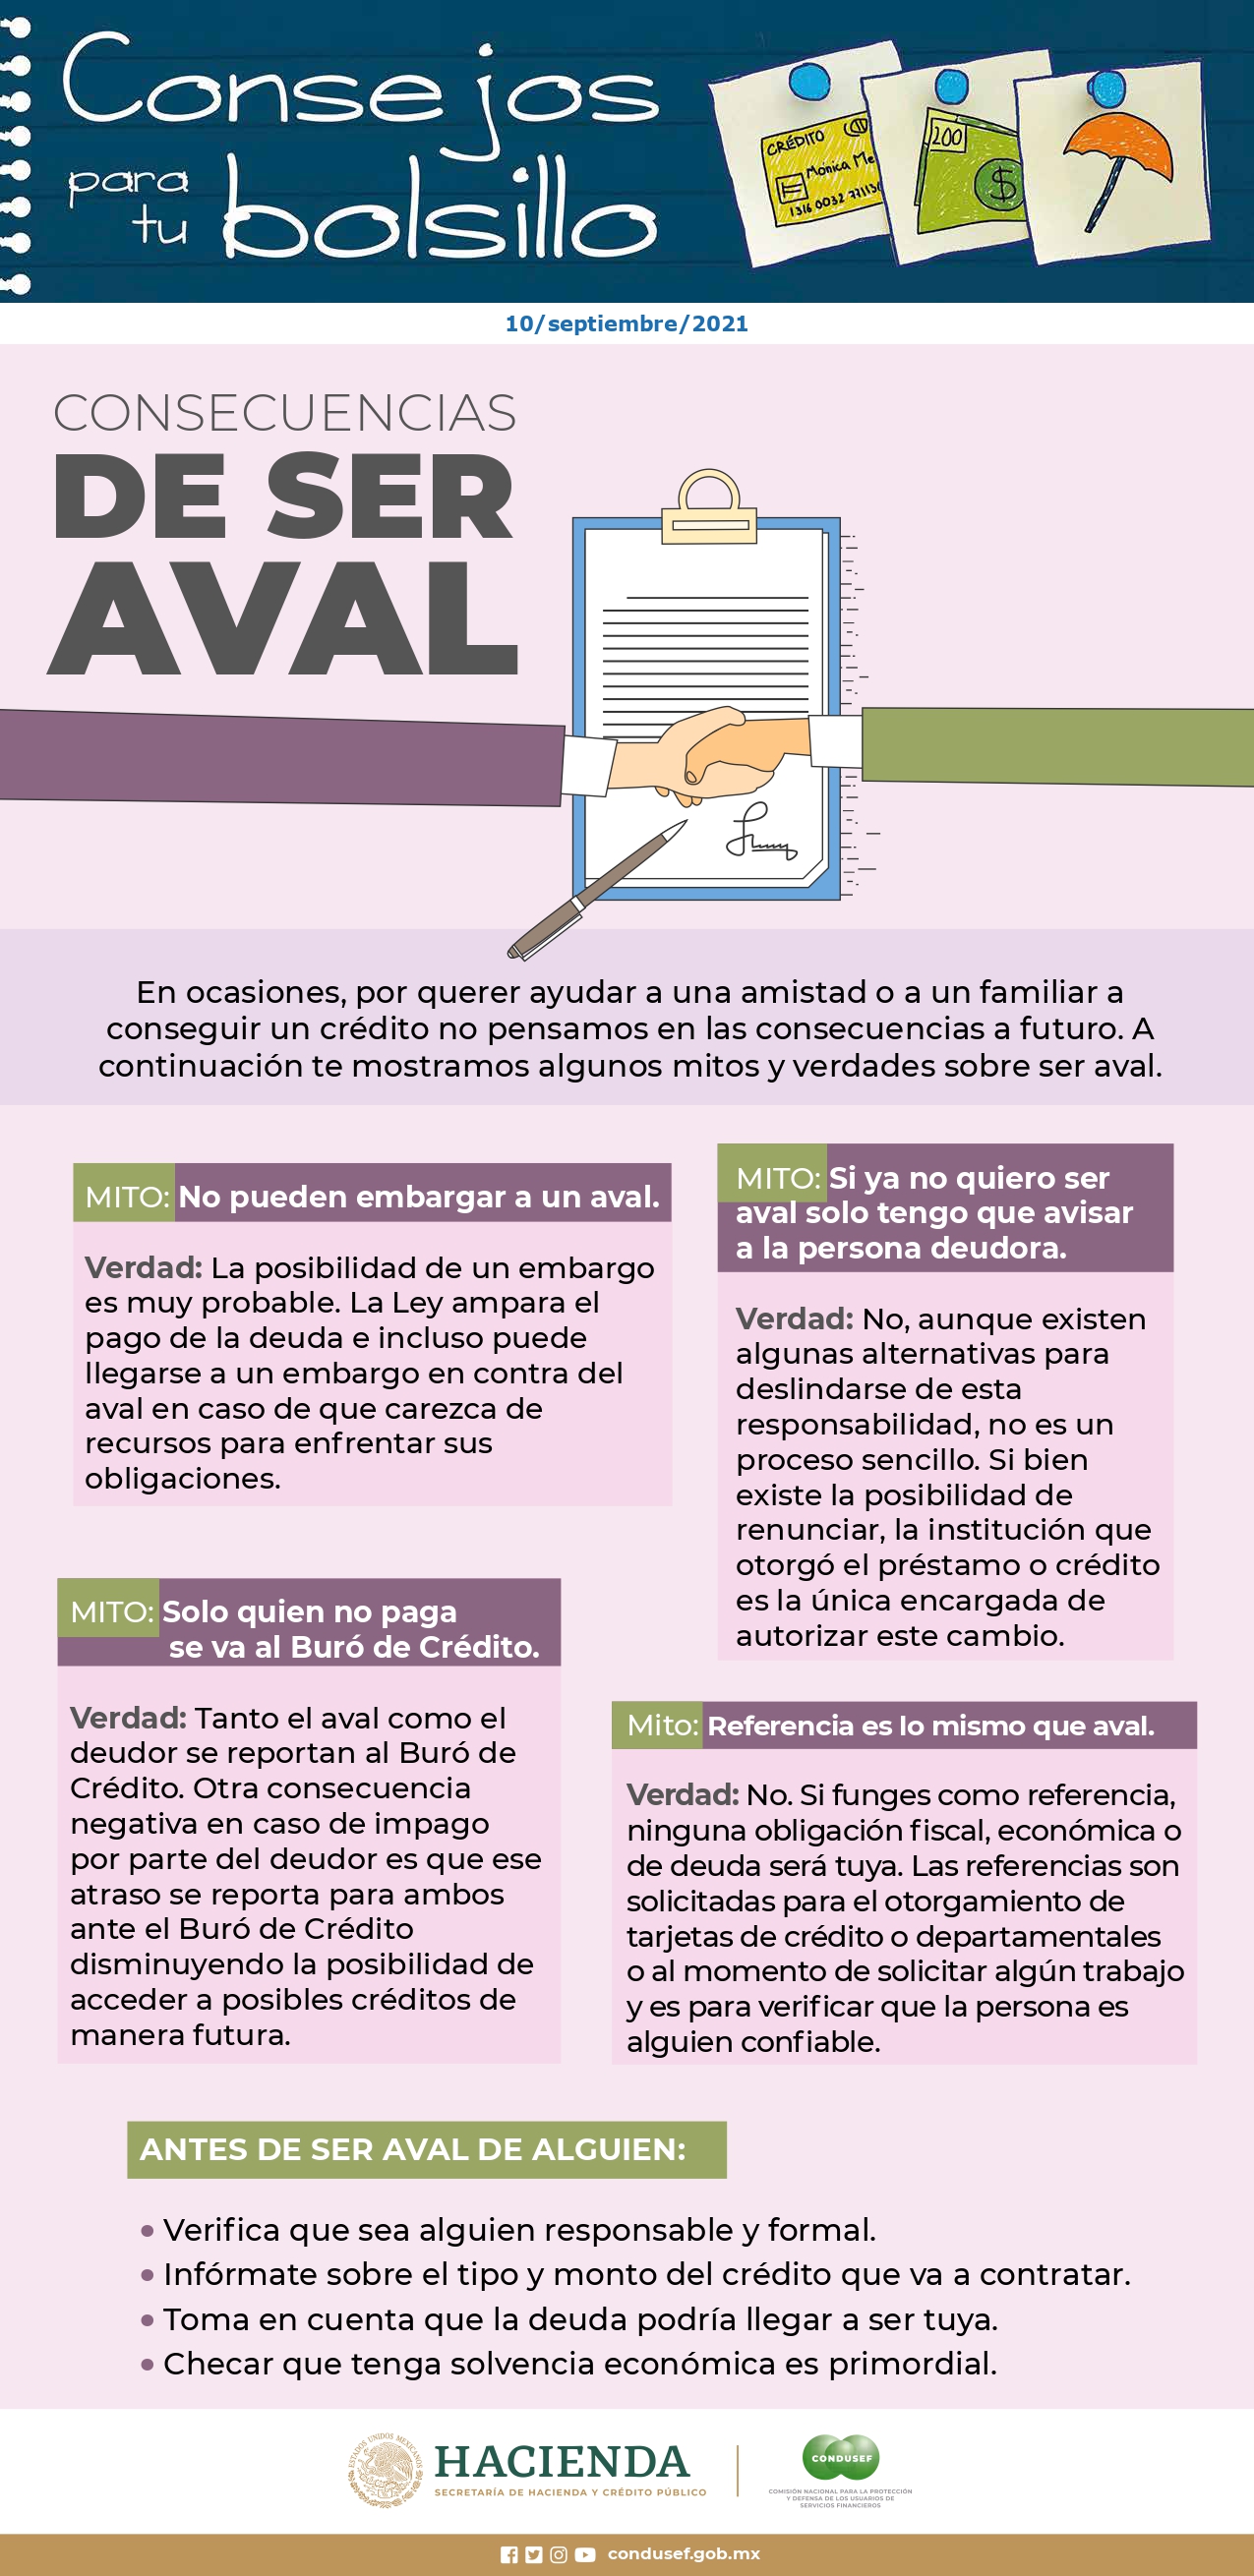 Consejos
para
tu bolsillo
CRÉDITO
Mónica Me
1316 0032 77113
200
$
10/septiembre/2021
CONSECUENCIAS
DE SER
AVAL
En ocasiones, por querer ayudar a una amistad o a un familiar a
conseguir un crédito no pensamos en las consecuencias a futuro. A
continuación te mostramos algunos mitos y verdades sobre ser aval.
MITO: No pueden embargar a un aval.
Verdad: La posibilidad de un embargo
es muy probable. La Ley ampara el
pago de la deuda e incluso puede
llegarse a un embargo en contra del
aval en caso de que carezca de
recursos para enfrentar sus
obligaciones.
MITO: Si ya no quiero ser
aval solo tengo que avisar
a la persona deudora.
Verdad: No, aunque existen
algunas alternativas para
deslindarse de esta
responsabilidad, no es un
proceso sencillo. Si bien
existe la posibilidad de
renunciar, la institución que
otorgó el préstamo o crédito
es la única encargada de
autorizar este cambio.
MITO: Solo quien no paga
se va al Buró de Crédito.
Verdad: Tanto el aval como el
deudor se reportan al Buró de
Crédito. Otra consecuencia
negativa en caso de impago
por parte del deudor es que ese
atraso se reporta para ambos
ante el Buró de Crédito
disminuyendo la posibilidad de
acceder a posibles créditos de
manera futura.
Mito: Referencia es lo mismo que aval.
Verdad: No. Si funges como referencia,
ninguna obligación fiscal, económica o
de deuda será tuya. Las referencias son
solicitadas para el otorgamiento de
tarjetas de crédito o departamentales
o al momento de solicitar algún trabajo
y es para verificar que la persona es
alguien confiable.
ANTES DE SER AVAL DE ALGUIEN:
• Verifica que sea alguien responsable y formal.
• Infórmate sobre el tipo y monto del crédito que va a contratar.
• Toma en cuenta que la deuda podría llegar a ser tuya.
• Checar que tenga solvencia económica es primordial.
ESTADOS UNIDOS MEXICANOS
HACIENDA
SECRETARÍA DE HACIENDA Y CRÉDITO PÚBLICO
CONDUSEF
COMISIÓN NACIONAL PARA LA PROTECCIÓN
Y DEFENSA DE LOS USUARIOS DE
SERVICIOS FINANCIEROS
condusef.gob.mx